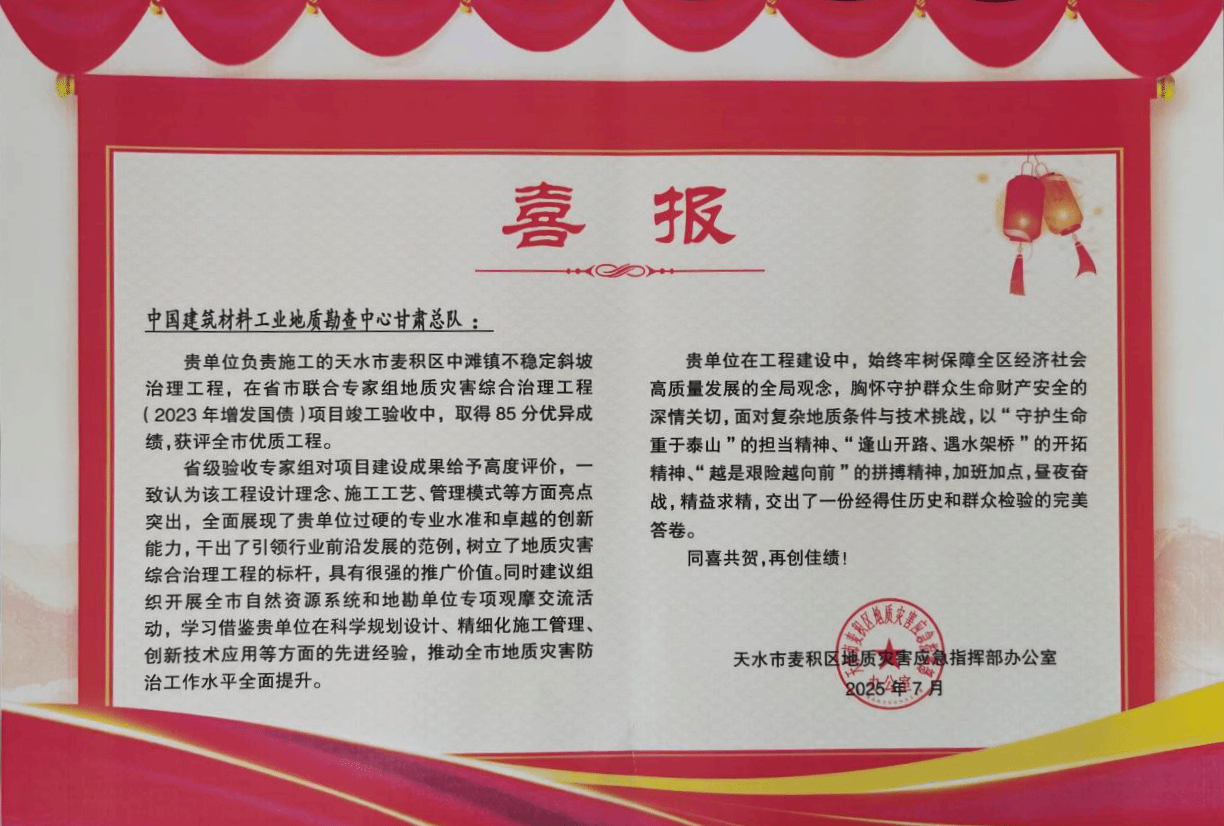 喜报
中国建筑材料工业地质勘查中心甘肃总队：
贵单位负责施工的天水市麦积区中滩镇不稳定斜坡
治理工程，在省市联合专家组地质灾害综合治理工程
（2023年增发国债）项目竣工验收中，取得85分优异成
绩，获评全市优质工程。
省级验收专家组对项目建设成果给予高度评价，一
致认为该工程设计理念、施工工艺、管理模式等方面亮点
突出，全面展现了贵单位过硬的专业水准和卓越的创新
能力，干出了引领行业前沿发展的范例，树立了地质灾害
综合治理工程的标杆，具有很强的推广价值。同时建议组
织开展全市自然资源系统和地勘单位专项观摩交流活
动，学习借鉴贵单位在科学规划设计、精细化施工管理、
创新技术应用等方面的先进经验，推动全市地质灾害防
治工作水平全面提升。
贵单位在工程建设中，始终牢树保障全区经济社会
高质量发展的全局观念，胸怀守护群众生命财产安全的
深情关切，面对复杂地质条件与技术挑战，以“守护生命
重于泰山”的担当精神、“逢山开路、遇水架桥”的开拓
精神、“越是艰险越向前”的拼搏精神，加班加点，昼夜奋
战，精益求精，交出了一份经得住历史和群众检验的完美
答卷。
同喜共贺，再创佳绩！
天水市麦积区地质灾害应急指挥部办公室
2025年7月
天水市麦积区地质灾害应急指挥部
办公室